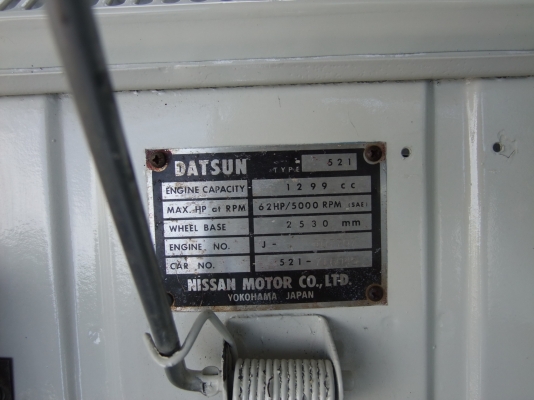 DATSUN TYPE 521
ENGINE CAPACITY 1299 cc
MAX. HP at RPM 62HP/5000 RPM (SAE)
WHEEL BASE 2530 mm
ENGINE NO. J-
CAR NO. 521-
NISSAN MOTOR CO., LTD.
YOKOHAMA JAPAN